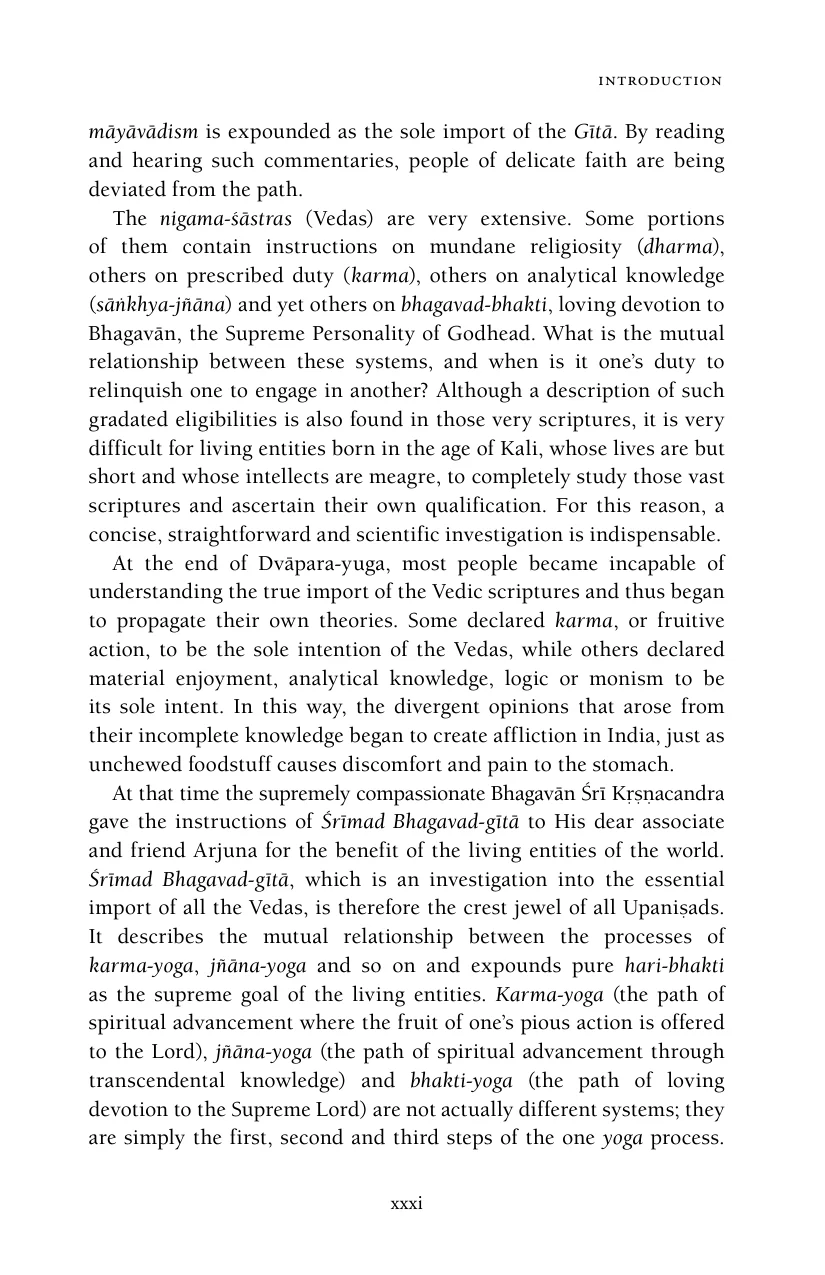 INTRODUCTION
māyāvādism is expounded as the sole import of the Gītā. By reading
and hearing such commentaries, people of delicate faith are being
deviated from the path.
The nigama-śāstras (Vedas) are very extensive. Some portions
of them contain instructions on mundane religiosity (dharma),
others on prescribed duty (karma), others on analytical knowledge
(sāṅkhya-jñāna) and yet others on bhagavad-bhakti, loving devotion to
Bhagavān, the Supreme Personality of Godhead. What is the mutual
relationship between these systems, and when is it one’s duty to
relinquish one to engage in another? Although a description of such
gradated eligibilities is also found in those very scriptures, it is very
difficult for living entities born in the age of Kali, whose lives are but
short and whose intellects are meagre, to completely study those vast
scriptures and ascertain their own qualification. For this reason, a
concise, straightforward and scientific investigation is indispensable.
At the end of Dvāpara-yuga, most people became incapable of
understanding the true import of the Vedic scriptures and thus began
to propagate their own theories. Some declared karma, or fruitive
action, to be the sole intention of the Vedas, while others declared
material enjoyment, analytical knowledge, logic or monism to be
its sole intent. In this way, the divergent opinions that arose from
their incomplete knowledge began to create affliction in India, just as
unchewed foodstuff causes discomfort and pain to the stomach.
At that time the supremely compassionate Bhagavān Śrī Kṛṣṇacandra
gave the instructions of Śrīmad Bhagavad-gītā to His dear associate
and friend Arjuna for the benefit of the living entities of the world.
Śrīmad Bhagavad-gītā, which is an investigation into the essential
import of all the Vedas, is therefore the crest jewel of all Upaniṣads.
It describes the mutual relationship between the processes of
karma-yoga, jñāna-yoga and so on and expounds pure hari-bhakti
as the supreme goal of the living entities. Karma-yoga (the path of
spiritual advancement where the fruit of one’s pious action is offered
to the Lord), jñāna-yoga (the path of spiritual advancement through
transcendental knowledge) and bhakti-yoga (the path of loving
devotion to the Supreme Lord) are not actually different systems; they
are simply the first, second and third steps of the one yoga process.
xxxi